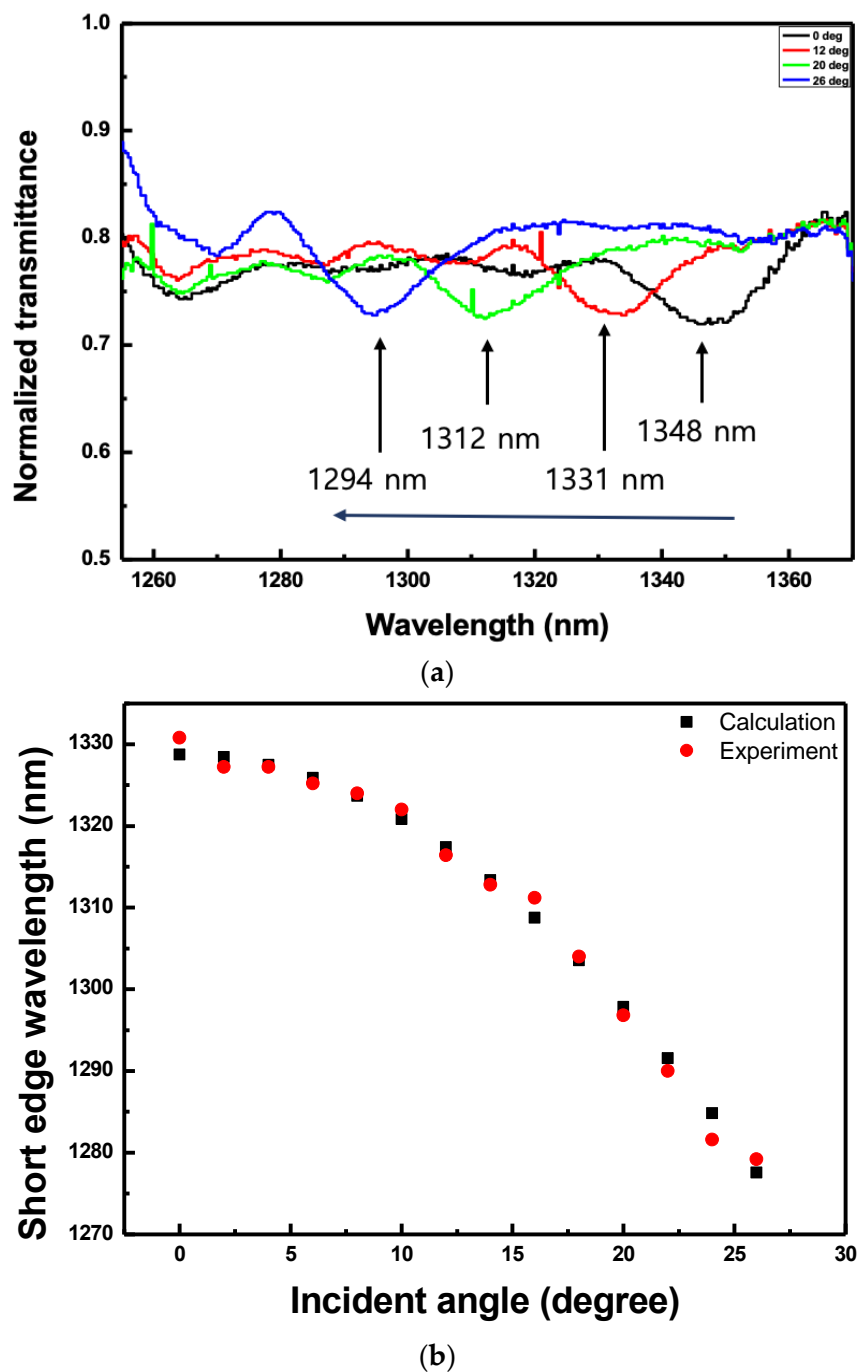 1.0
0.9
0.8
0.7
0.6
0.5
Normalized transmittance
0 deg
12 deg
20 deg
26 deg
1294 nm
1312 nm
1331 nm
1348 nm
1260 1280 1300 1320 1340 1360
Wavelength (nm)
(a)
1330
1320
1310
1300
1290
1280
1270
Short edge wavelength (nm)
Calculation
Experiment
0 5 10 15 20 25 30
Incident angle (degree)
(b)